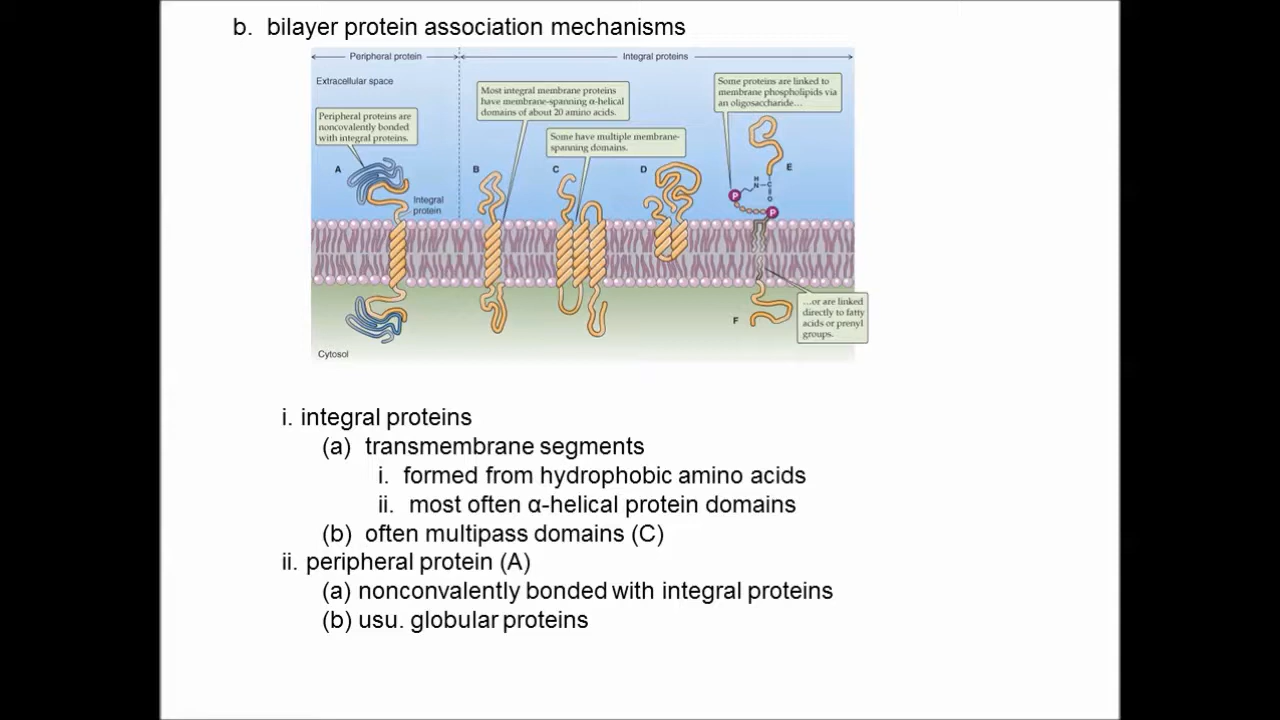 b. bilayer protein association mechanisms
Peripheral protein
Integral proteins
Extracellular space
Peripheral proteins are
noncovalently bonded
with integral proteins.
Most integral membrane proteins
have membrane-spanning α-helical
domains of about 20 amino acids.
Some have multiple membrane-
spanning domains.
Some proteins are linked to
membrane phospholipids via
an oligosaccharide…
A
B
C
D
E
Integral
protein
H
N
C
O
P
P
…or are linked
directly to fatty
acids or prenyl
groups.
F
Cytosol
i. integral proteins
(a) transmembrane segments
i. formed from hydrophobic amino acids
ii. most often α-helical protein domains
(b) often multipass domains (C)
ii. peripheral protein (A)
(a) nonconvalently bonded with integral proteins
(b) usu. globular proteins